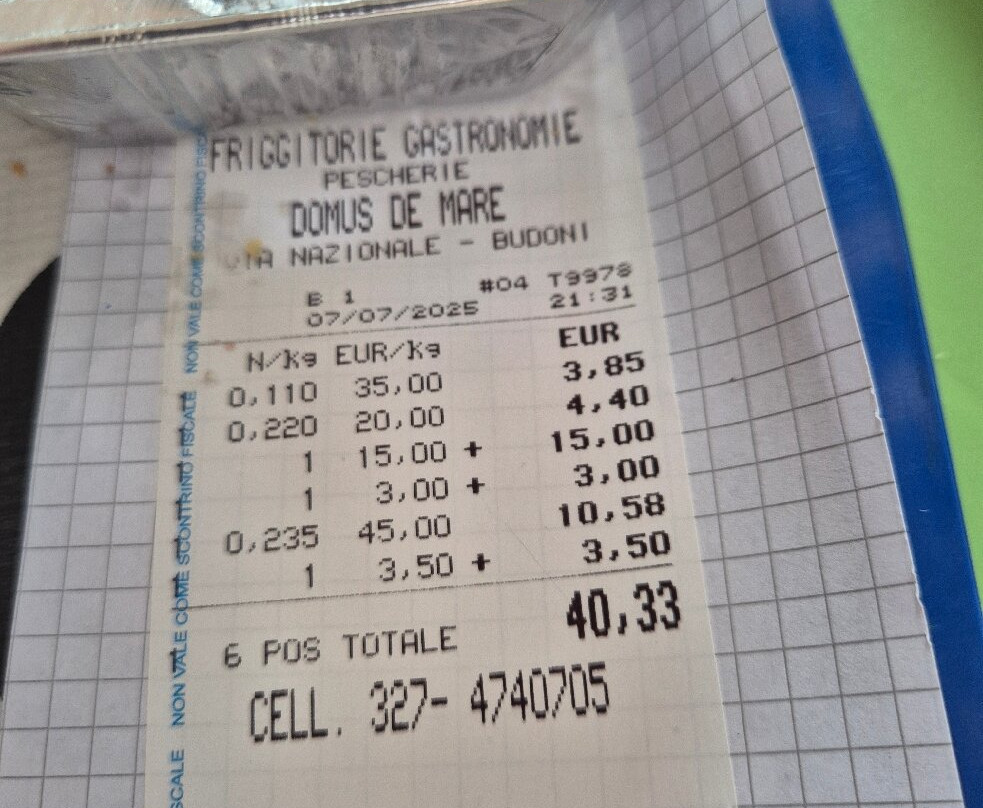 FRIGGITORIE GASTRONOMIE
PESCHERIE
DOMUS DE MARE
VIA NAZIONALE - BUDONI
B 1 #04 T9978
07/07/2025 21:31
N/kg EUR/kg EUR
0,110 35,00 3,85
0,220 20,00 4,40
1 15,00 + 15,00
1 3,00 + 3,00
0,235 45,00 10,58
1 3,50 + 3,50
6 POS TOTALE 40,33
CELL. 327- 4740705
SCALE NON VALE COME SCONTRINO FISCALE NON VALE COME SCONTRINO FISC